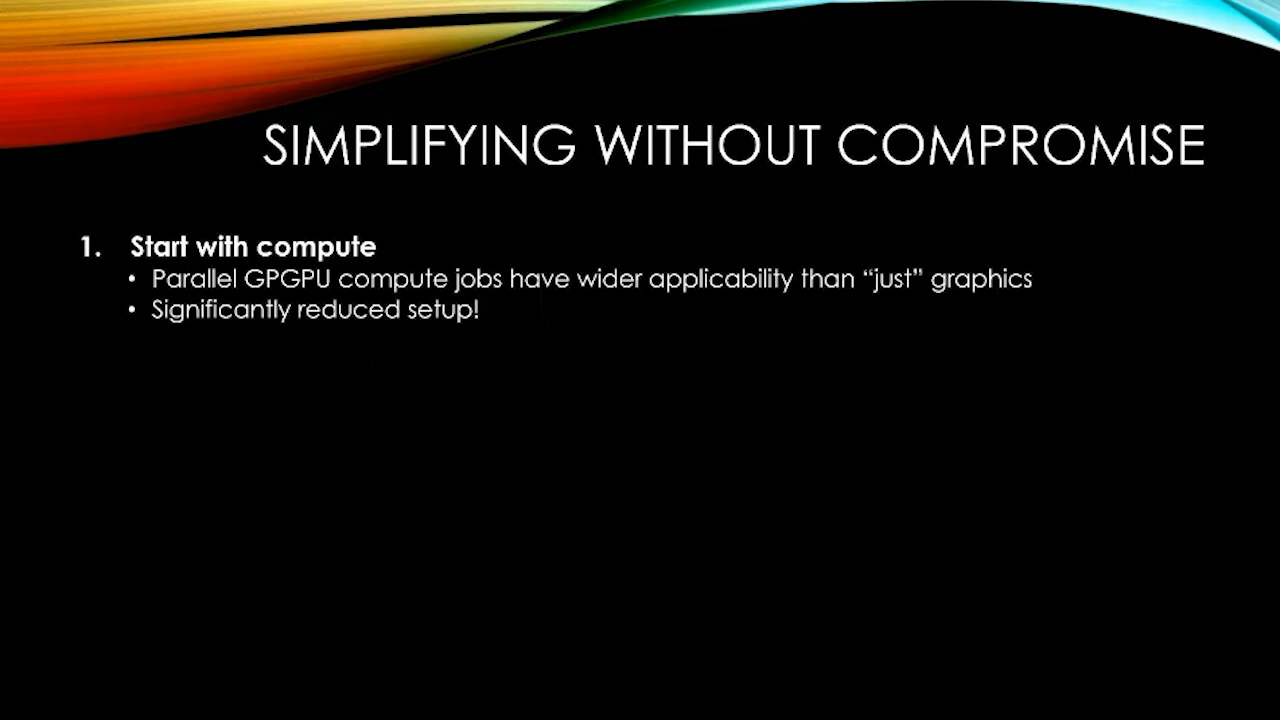 SIMPLIFYING WITHOUT COMPROMISE
1. Start with compute
• Parallel GPGPU compute jobs have wider applicability than “just” graphics
• Significantly reduced setup!